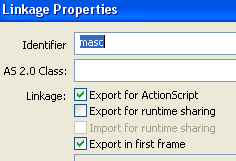 Linkage Properties
Identifier masc
AS 2.0 Class:
Linkage: Export for ActionScript
Export for runtime sharing
Import for runtime sharing
Export in first frame